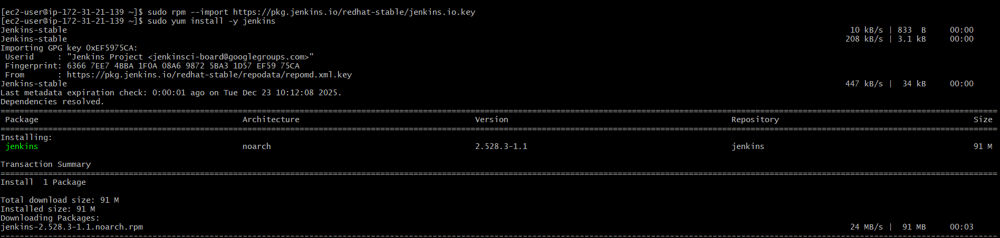 [ec2-user@ip-172-31-21-139 ~]$ sudo rpm --import https://pkg.jenkins.io/redhat-stable/jenkins.io.key
[ec2-user@ip-172-31-21-139 ~]$ sudo yum install -y jenkins
Jenkins-stable 10 kB/s | 833 B 00:00
Jenkins-stable 208 kB/s | 3.1 kB 00:00
Importing GPG key 0xEF5975CA:
Userid : "Jenkins Project <jenkinsci-board@googlegroups.com>"
Fingerprint: 6366 7EE7 4BBA 1F0A 08A6 9872 5BA3 1D57 EF59 75CA
From : https://pkg.jenkins.io/redhat-stable/repodata/repomd.xml.key
Jenkins-stable 447 kB/s | 34 kB 00:00
Last metadata expiration check: 0:00:01 ago on Tue Dec 23 10:12:08 2025.
Dependencies resolved.
Package Architecture Version Repository Size
Installing:
jenkins noarch 2.528.3-1.1 jenkins 91 M
Transaction Summary
Install 1 Package
Total download size: 91 M
Installed size: 91 M
Downloading Packages:
jenkins-2.528.3-1.1.noarch.rpm 24 MB/s | 91 MB 00:03